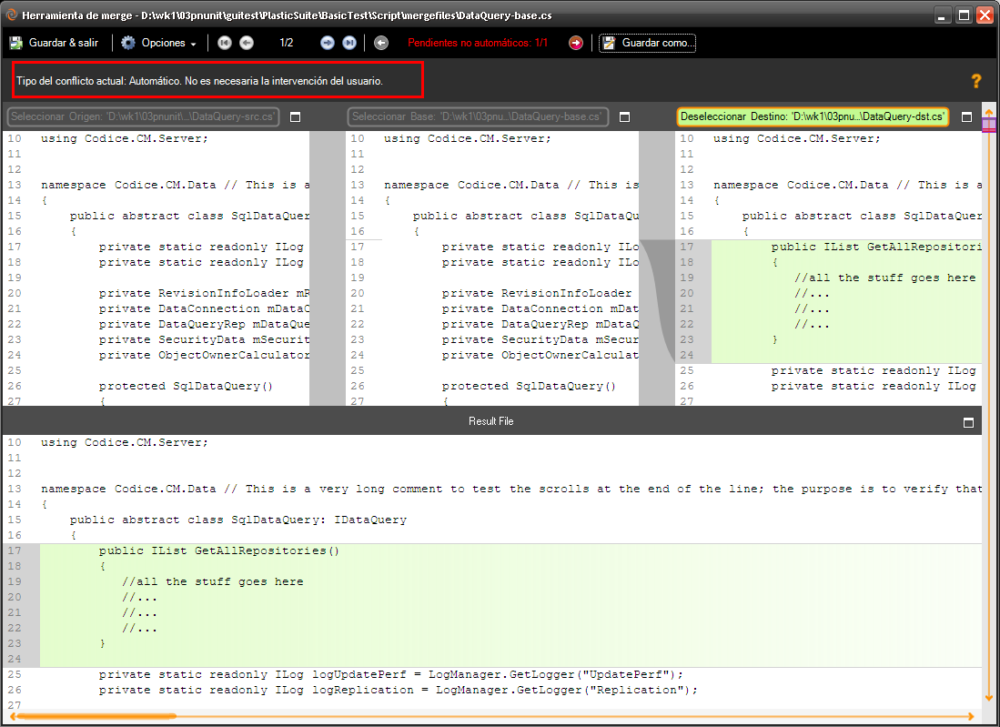 Herramienta de merge - D:\wk1\03pnunit\guitest\PlasticSuite\BasicTest\Script\mergefiles\DataQuery-base.cs
Guardar & salir Opciones 1/2 Pendientes no automáticos: 1/1 Guardar como...
Tipo del conflicto actual: Automático. No es necesaria la intervención del usuario.
?
Seleccionar Origen: 'D:\wk1\03pnunit\...\DataQuery-src.cs'
10 using Codice.CM.Server;
11
12
13 namespace Codice.CM.Data // This is a
14 {
15 public abstract class SqlDataQuer
16 {
17 private static readonly ILog
18 private static readonly ILog
19
20 private RevisionInfoLoader mR
21 private DataConnection mDataC
22 private DataQueryRep mDataQue
23 private SecurityData mSecurit
24 private ObjectOwnerCalculator
25
26 protected SqlDataQuery()
27 {
Seleccionar Base: 'D:\wk1\03pnu...\DataQuery-base.cs'
10 using Codice.CM.Server;
11
12
13 namespace Codice.CM.Data // This is
14 {
15 public abstract class SqlDataQu
16 {
17 private static readonly ILo
18 private static readonly ILo
19
20 private RevisionInfoLoader
21 private DataConnection mDat
22 private DataQueryRep mDataQ
23 private SecurityData mSecur
24 private ObjectOwnerCalculat
25
26 protected SqlDataQuery()
27 {
Deseleccionar Destino: 'D:\wk1\03pnu...\DataQuery-dst.cs'
10 using Codice.CM.Server;
11
12
13 namespace Codice.CM.Data // This is a
14 {
15 public abstract class SqlDataQuer
16 {
17 public IList GetAllRepositori
18 {
19 //all the stuff goes here
20 //...
21 //...
22 //...
23 }
24
25 private static readonly ILog
26 private static readonly ILog
27
Result File
10 using Codice.CM.Server;
11
12
13 namespace Codice.CM.Data // This is a very long comment to test the scrolls at the end of the line; the purpose is to verify that
14 {
15 public abstract class SqlDataQuery: IDataQuery
16 {
17 public IList GetAllRepositories()
18 {
19 //all the stuff goes here
20 //...
21 //...
22 //...
23 }
24
25 private static readonly ILog logUpdatePerf = LogManager.GetLogger("UpdatePerf");
26 private static readonly ILog logReplication = LogManager.GetLogger("Replication");
27